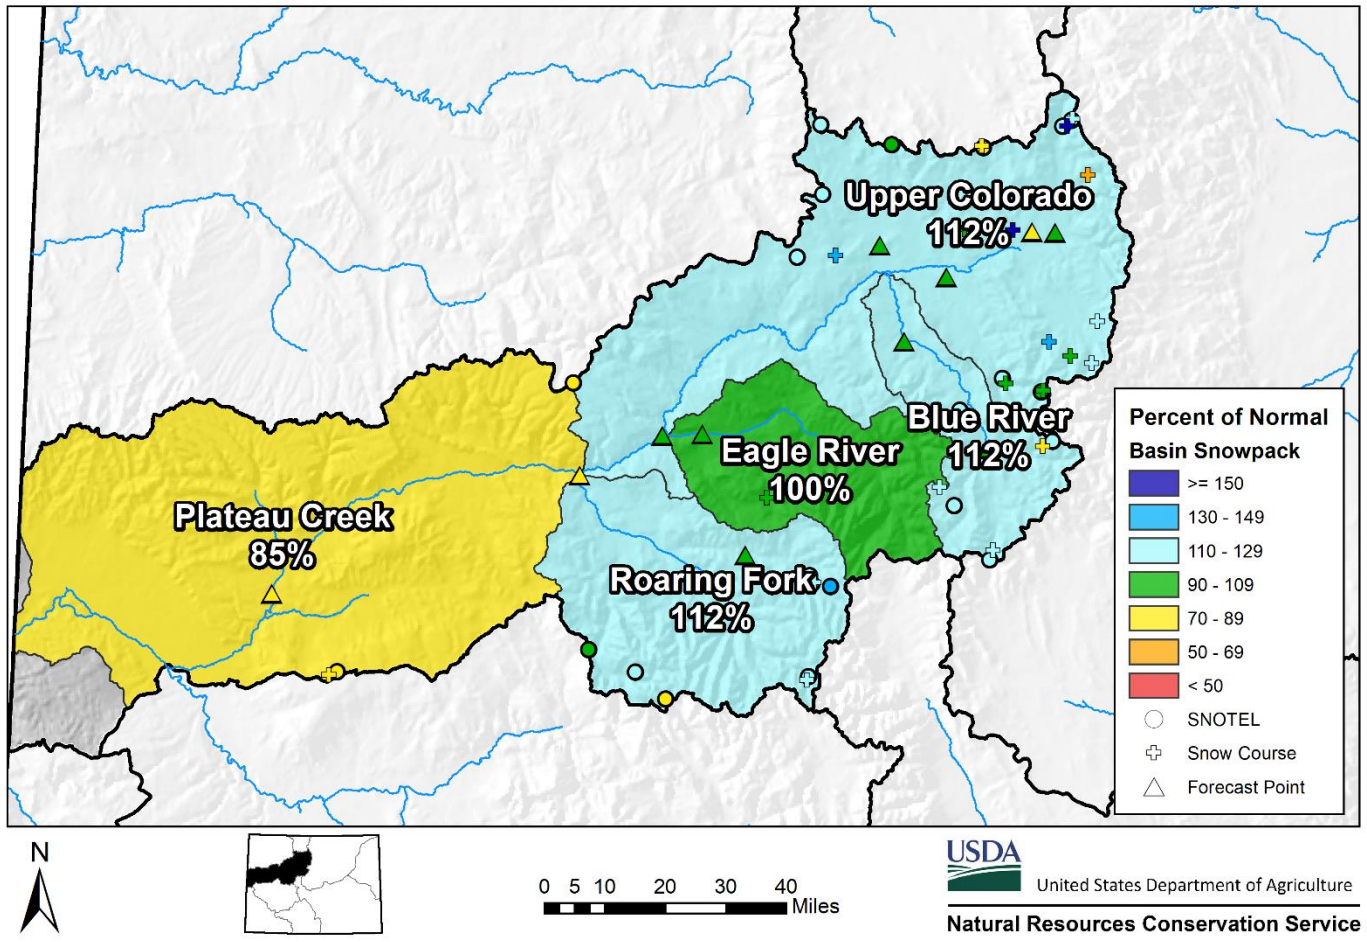 Upper Colorado
112%
Blue River
112%
Eagle River
100%
Plateau Creek
85%
Roaring Fork
112%
Percent of Normal
Basin Snowpack
>= 150
130 - 149
110 - 129
90 - 109
70 - 89
50 - 69
< 50
SNOTEL
Snow Course
Forecast Point
N
0 5 10 20 30 40
Miles
USDA
United States Department of Agriculture
Natural Resources Conservation Service